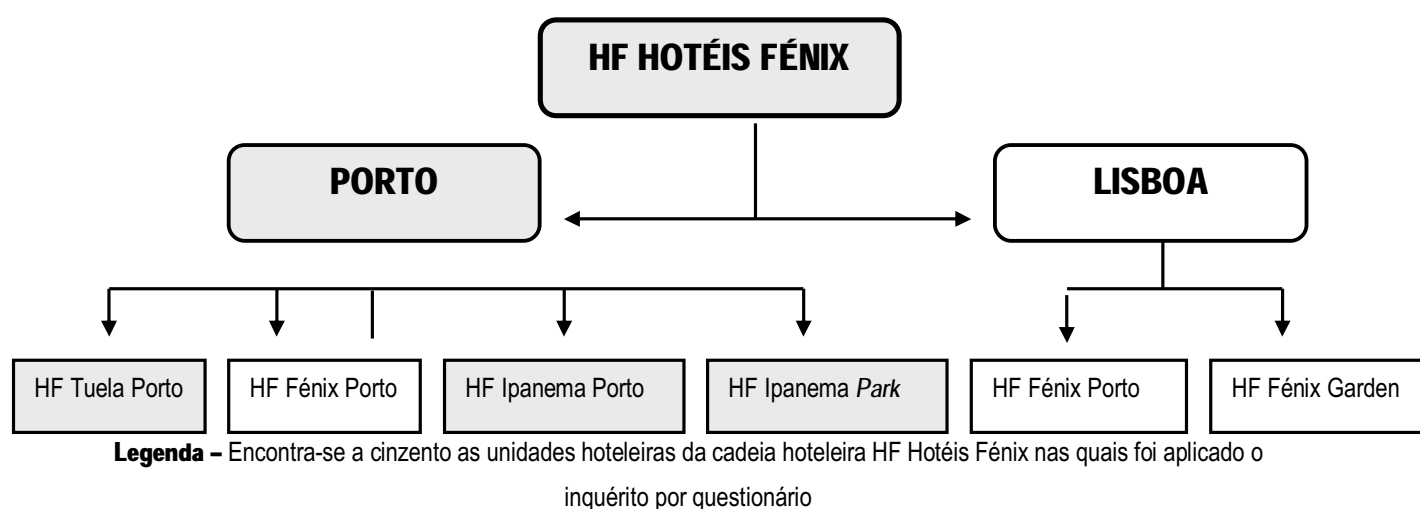 HF HOTÉIS FÉNIX
PORTO
LISBOA
HF Tuela Porto
HF Fénix Porto
HF Ipanema Porto
HF Ipanema Park
HF Fénix Porto
HF Fénix Garden
Legenda – Encontra-se a cinzento as unidades hoteleiras da cadeia hoteleira HF Hotéis Fénix nas quais foi aplicado o
inquérito por questionário